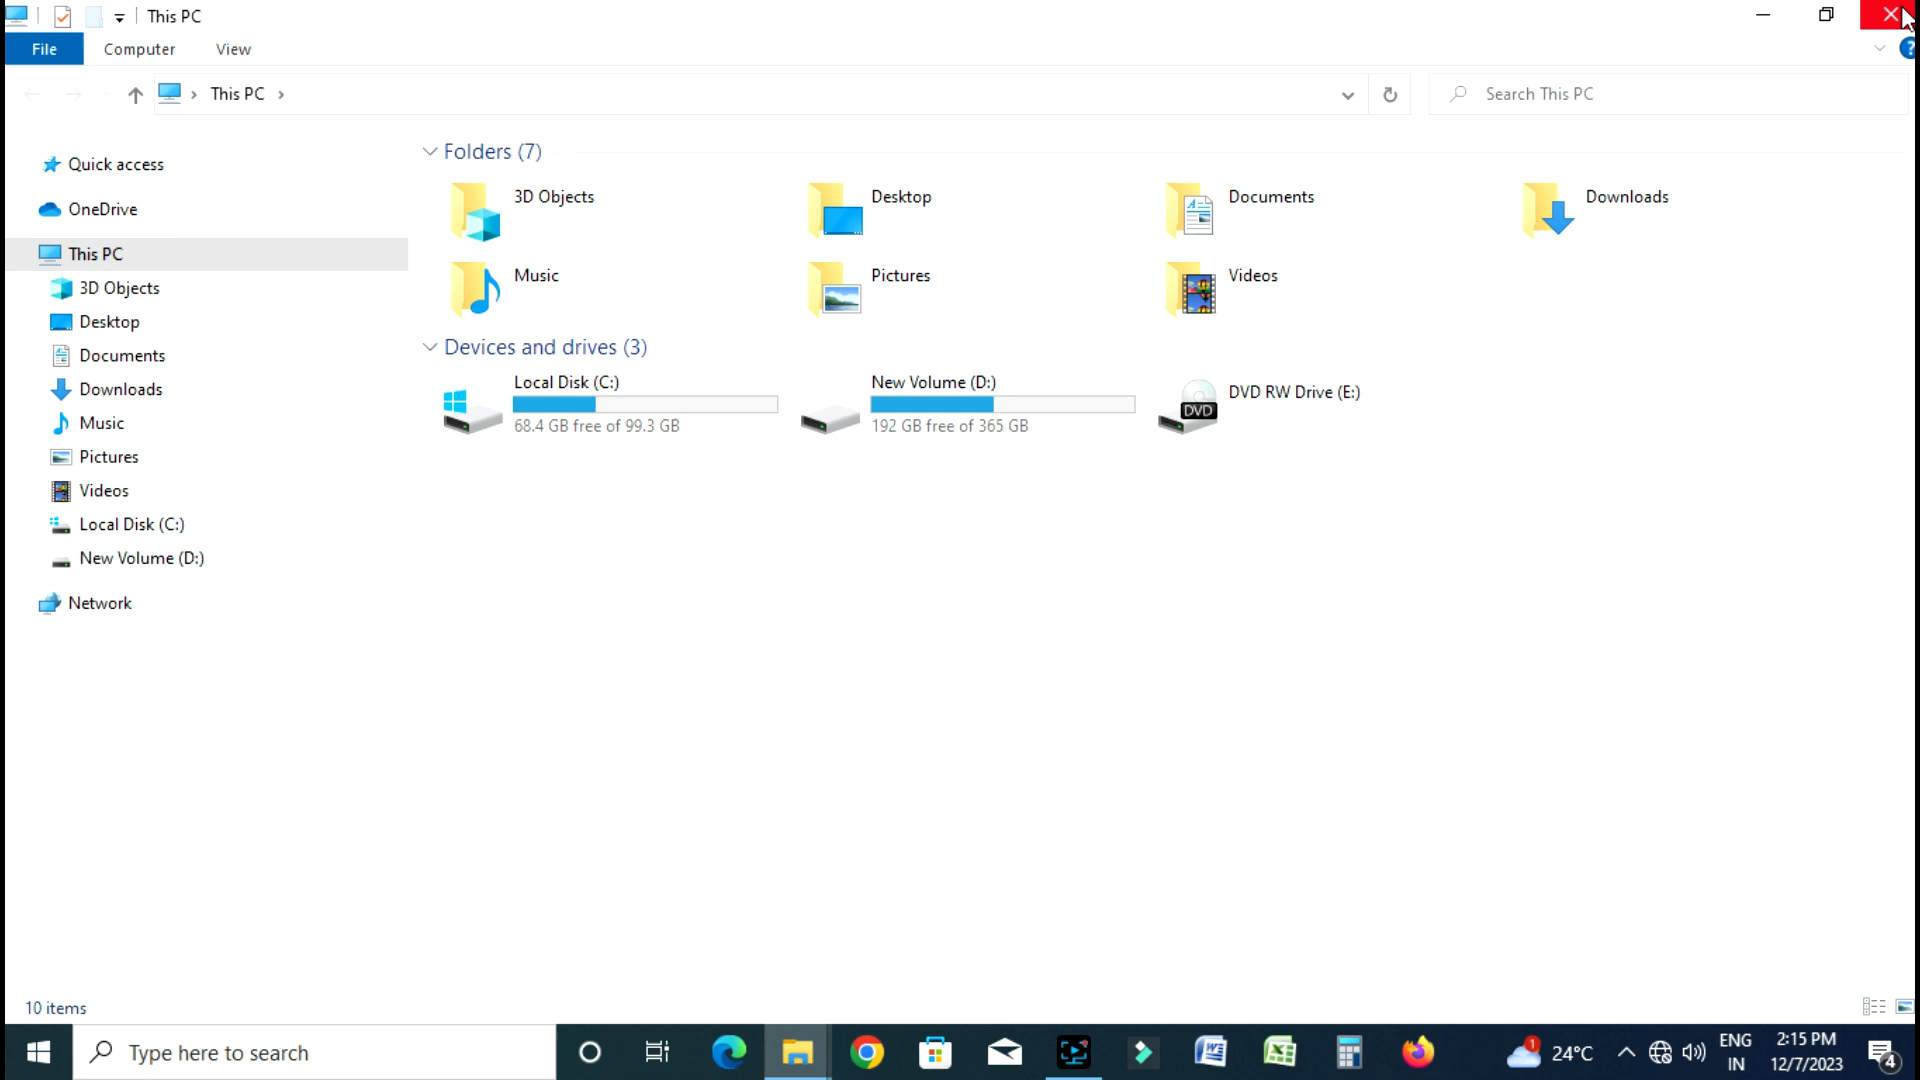 This PC
File Computer View
This PC
Search This PC
Quick access
OneDrive
This PC
3D Objects
Desktop
Documents
Downloads
Music
Pictures
Videos
Local Disk (C:)
New Volume (D:)
Network
Folders (7)
3D Objects
Desktop
Documents
Downloads
Music
Pictures
Videos
Devices and drives (3)
Local Disk (C:)
68.4 GB free of 99.3 GB
New Volume (D:)
192 GB free of 365 GB
DVD
DVD RW Drive (E:)
10 items
Type here to search
1
24°C
ENG
IN
2:15 PM
12/7/2023
4